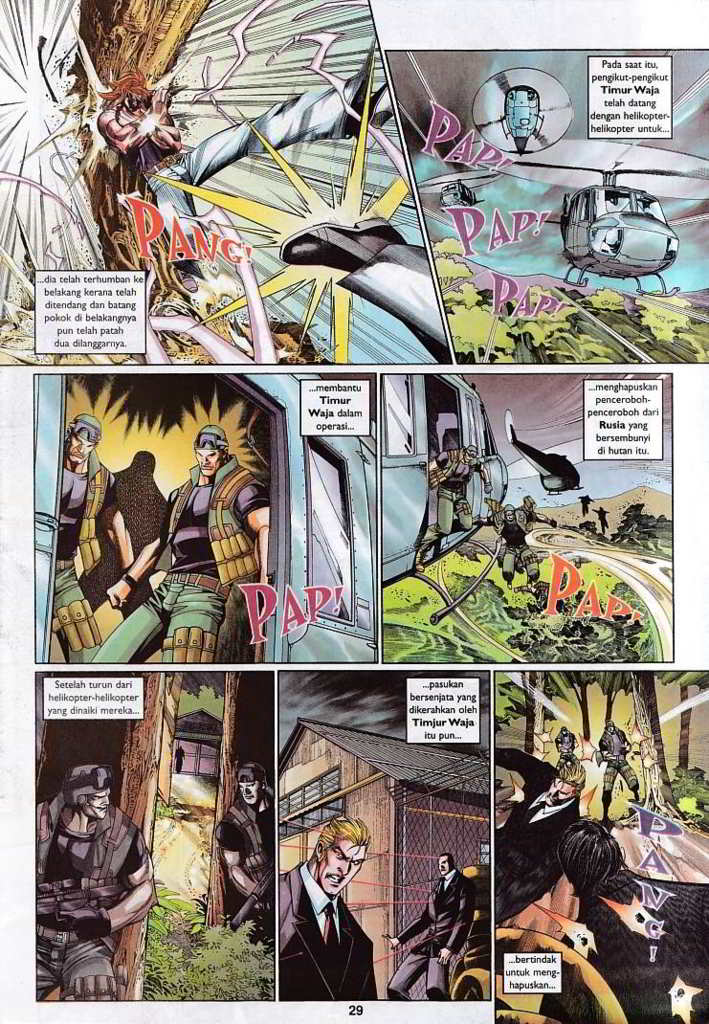 PANG!
...dia telah terhumban ke
belakang kerana telah
ditendang dan batang
pokok di belakangnya
pun telah patah
dua dilanggarnya.
Pada saat itu,
pengikut-pengikut
Timur Waja
telah datang
dengan helikopter-
helikopter untuk...
PAP!
PAP!
PAP!
PAP!
...membantu
Timur
Waja dalam
operasi...
PAP!
...menghapuskan
penceroboh-
penceroboh dari
Rusia yang
bersembunyi
di hutan itu.
PAP!
Setelah turun dari
helikopter-helikopter
yang dinaiki mereka...
...pasukan
bersenjata yang
dikerahkan oleh
Timjur Waja
itu pun...
PANG!
...bertindak
untuk meng-
hapuskan...
29